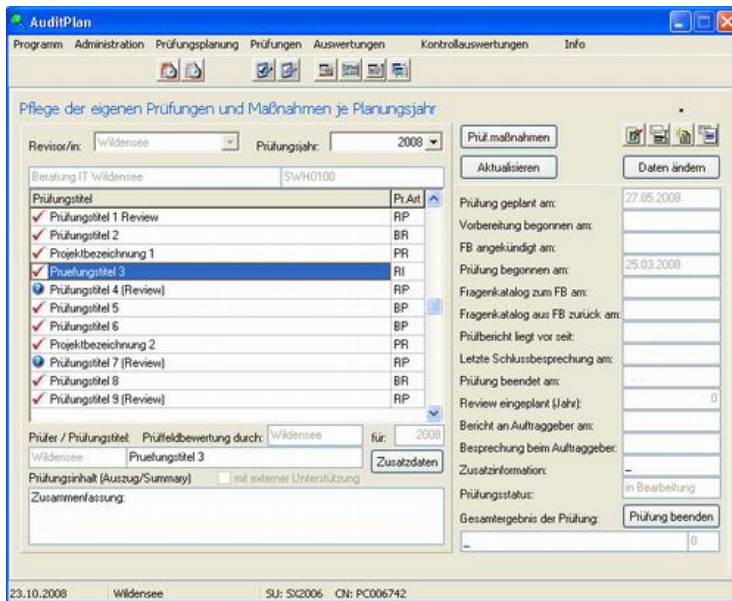 AuditPlan
Programm Administration Prüfungsplanung Prüfungen Auswertungen Kontrollauswertungen Info
Pflege der eigenen Prüfungen und Maßnahmen je Planungsjahr
Revisor/in: Wildensee Prüfungsjahr: 2008
Beratung IT Wildensee SWH0100
Prüfungstitel Pr.Art
Prüfungstitel 1 Review RP
Prüfungstitel 2 BR
Projektbezeichnung 1 PR
Pruefungstitel 3 RI
Prüfungstitel 4 (Review) RP
Prüfungstitel 5 BP
Prüfungstitel 6 BP
Projektbezeichnung 2 PR
Prüfungstitel 7 (Review) RP
Prüfungstitel 8 BR
Prüfungstitel 9 (Review) RP
Prüfer / Prüfungstitel: Prüffeldbewertung durch: Wildensee für: 2008
Wildensee Pruefungstitel 3 Zusatzdaten
Prüfungsinhalt (Auszug/Summary) mit externer Unterstützung
Zusammenfassung:
Prüf.maßnahmen
Aktualisieren Daten ändern
Prüfung geplant am: 27.05.2008
Vorbereitung begonnen am:
FB angekündigt am:
Prüfung begonnen am: 25.03.2008
Fragenkatalog zum FB am:
Fragenkatalog aus FB zurück am:
Prüfbericht liegt vor seit:
Letzte Schlussbesprechung am:
Prüfung beendet am:
Review eingeplant (Jahr): 0
Bericht an Auftraggeber am:
Besprechung beim Auftraggeber:
Zusatzinformation: _
Prüfungsstatus: in Bearbeitung
Gesamtergebnis der Prüfung: Prüfung beenden
_ 0
23.10.2008 Wildensee SU: SX2006 CN: PC006742